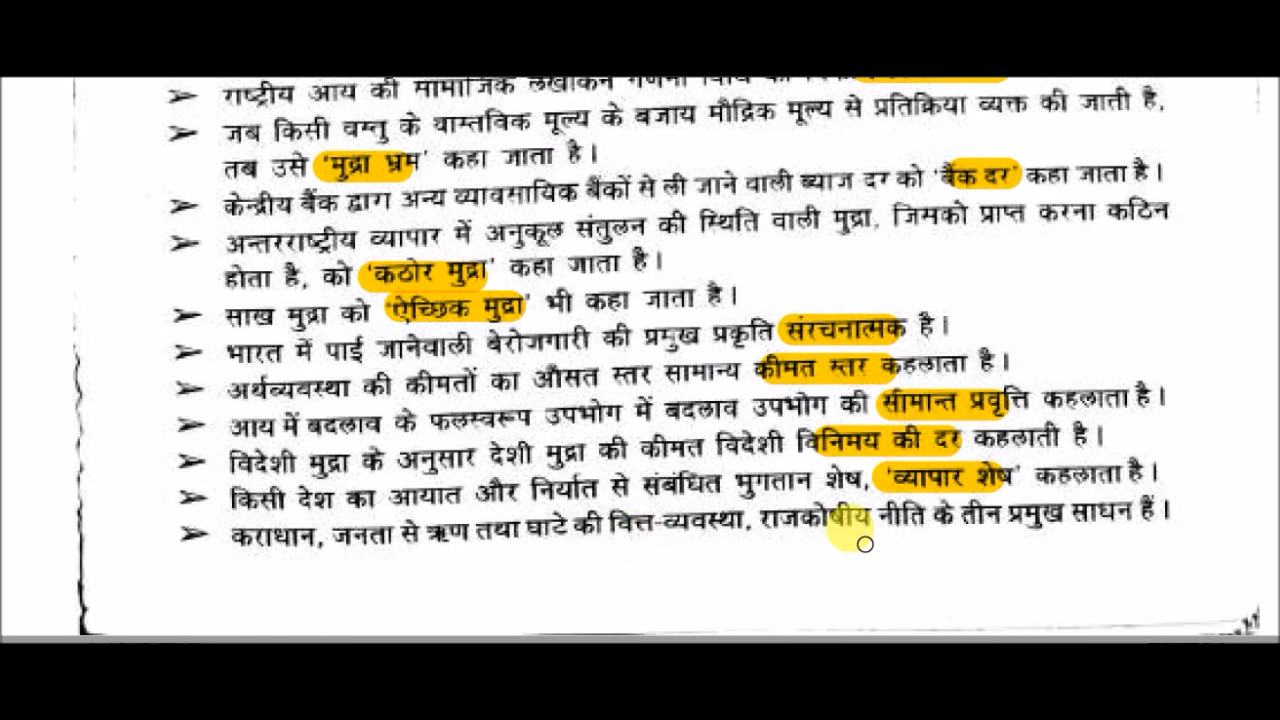 ➢ राष्ट्रीय आय की सामाजिक लेखांकन गणना विधि
➢ जब किसी वस्तु के वास्तविक मूल्य के बजाय मौद्रिक मूल्य से प्रतिक्रिया व्यक्त की जाती है,
तब उसे ‘मुद्रा भ्रम’ कहा जाता है।
➢ केन्द्रीय बैंक द्वारा अन्य व्यावसायिक बैंकों से ली जाने वाली ब्याज दर को ‘बैंक दर’ कहा जाता है।
➢ अन्तरराष्ट्रीय व्यापार में अनुकूल संतुलन की स्थिति वाली मुद्रा, जिसको प्राप्त करना कठिन
होता है, को ‘कठोर मुद्रा’ कहा जाता है।
➢ साख मुद्रा को ‘ऐच्छिक मुद्रा’ भी कहा जाता है।
➢ भारत में पाई जानेवाली बेरोजगारी की प्रमुख प्रकृति संरचनात्मक है।
➢ अर्थव्यवस्था की कीमतों का औसत स्तर सामान्य कीमत स्तर कहलाता है।
➢ आय में बदलाव के फलस्वरूप उपभोग में बदलाव उपभोग की सीमान्त प्रवृत्ति कहलाता है।
➢ विदेशी मुद्रा के अनुसार देशी मुद्रा की कीमत विदेशी विनिमय की दर कहलाती है।
➢ किसी देश का आयात और निर्यात से संबंधित भुगतान शेष, ‘व्यापार शेष’ कहलाता है।
➢ कराधान, जनता से ऋण तथा घाटे की वित्त-व्यवस्था, राजकोषीय नीति के तीन प्रमुख साधन हैं।